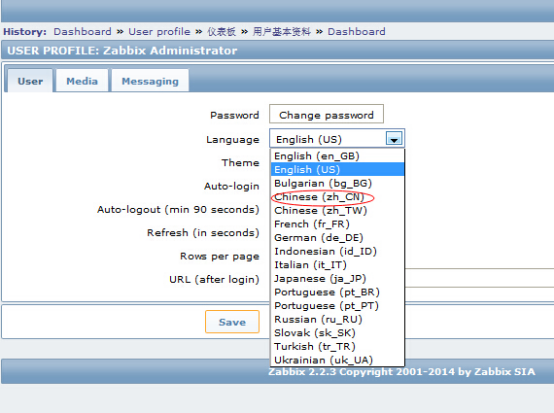 History: Dashboard » User profile » 仪表板 » 用户基本资料 » Dashboard
USER PROFILE: Zabbix Administrator
User Media Messaging
Password Change password
Language English (US)
Theme
English (en_GB)
English (US)
Auto-login
Bulgarian (bg_BG)
Chinese (zh_CN)
Auto-logout (min 90 seconds)
Chinese (zh_TW)
French (fr_FR)
Refresh (in seconds)
German (de_DE)
Indonesian (id_ID)
Rows per page
Italian (it_IT)
URL (after login)
Japanese (ja_JP)
Portuguese (pt_BR)
Portuguese (pt_PT)
Save
Russian (ru_RU)
Slovak (sk_SK)
Turkish (tr_TR)
Ukrainian (uk_UA)
Zabbix 2.2.3 Copyright 2001-2014 by Zabbix SIA